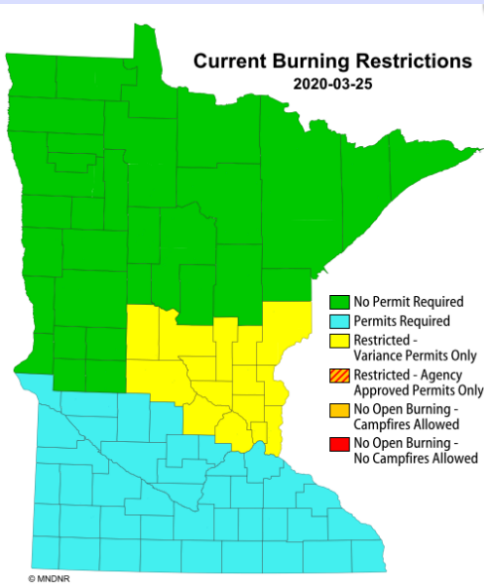 Current Burning Restrictions
2020-03-25
No Permit Required
Permits Required
Restricted -
Variance Permits Only
Restricted - Agency
Approved Permits Only
No Open Burning -
Campfires Allowed
No Open Burning -
No Campfires Allowed
© MNDNR